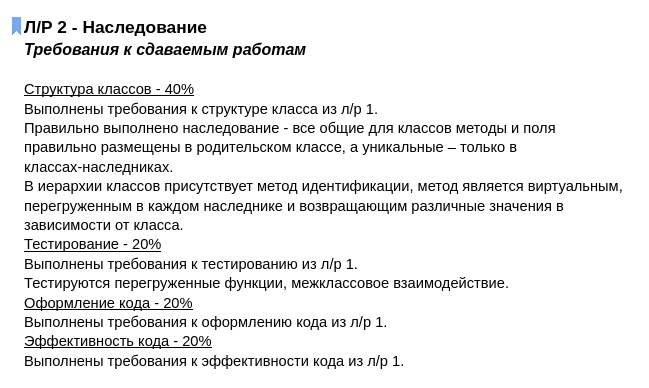 Л/Р 2 - Наследование
Требования к сдаваемым работам
Структура классов - 40%
Выполнены требования к структуре класса из л/р 1.
Правильно выполнено наследование - все общие для классов методы и поля
правильно размещены в родительском классе, а уникальные – только в
классах-наследниках.
В иерархии классов присутствует метод идентификации, метод является виртуальным,
перегруженным в каждом наследнике и возвращающим различные значения в
зависимости от класса.
Тестирование - 20%
Выполнены требования к тестированию из л/р 1.
Тестируются перегруженные функции, межклассовое взаимодействие.
Оформление кода - 20%
Выполнены требования к оформлению кода из л/р 1.
Эффективность кода - 20%
Выполнены требования к эффективности кода из л/р 1.